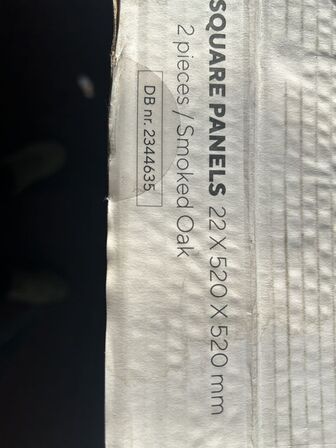 SQUARE PANELS 22 X 520 X 520 mm
2 pieces / Smoked Oak
DB nr. 2344635